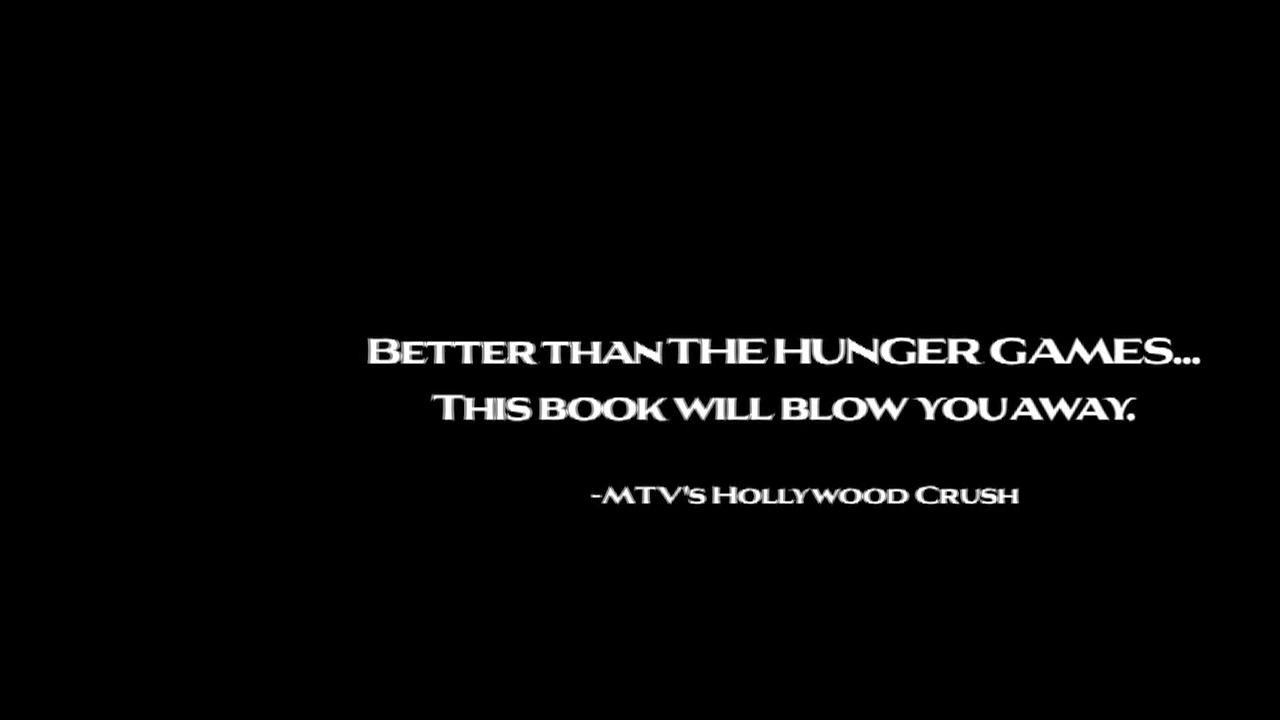 Better than THE HUNGER GAMES...
This book will blow you away.
-MTV's Hollywood Crush